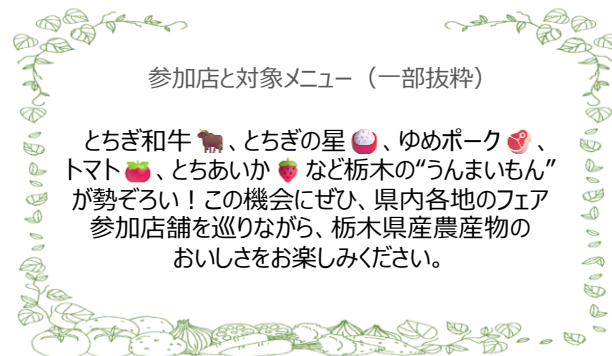 参加店と対象メニュー（一部抜粋）
とちぎ和牛🐂、とちぎの星🍚、ゆめポーク🥩、
トマト🍅、とちあいか🍓など栃木の“うんまいもん”
が勢ぞろい！この機会にぜひ、県内各地のフェア
参加店舗を巡りながら、栃木県産農産物の
おいしさをお楽しみください。